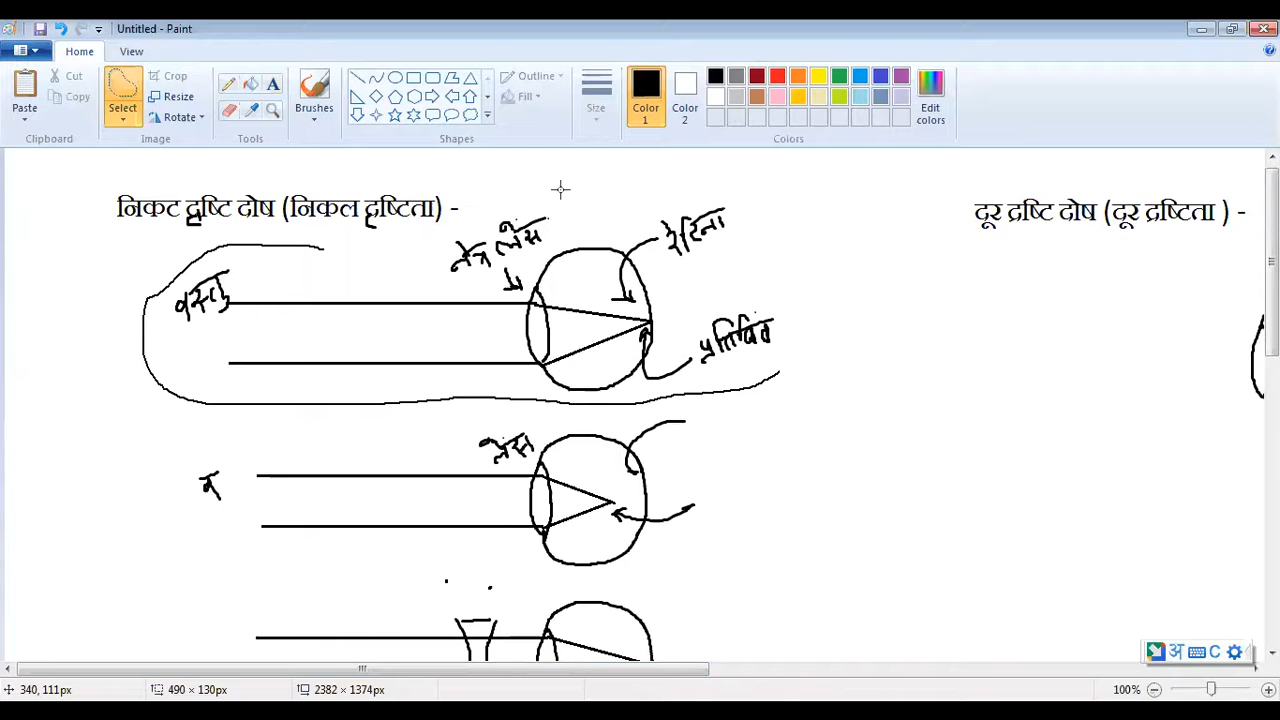 Untitled - Paint
Home View
Paste
Cut
Copy
Clipboard
Select
Crop
Resize
Rotate
Image
Tools
Brushes
Shapes
Outline
Fill
Size
Color 1
Color 2
Colors
Edit colors
निकट दृष्टि दोष (निकल दृष्टिता) -
दूर द्रष्टि दोष (दूर द्रष्टिता ) -
नेत्र लेंस
रेटिना
वस्तु
प्रतिबिंब
लेंस
व
अ
C
340, 111px
490 × 130px
2382 × 1374px
100%